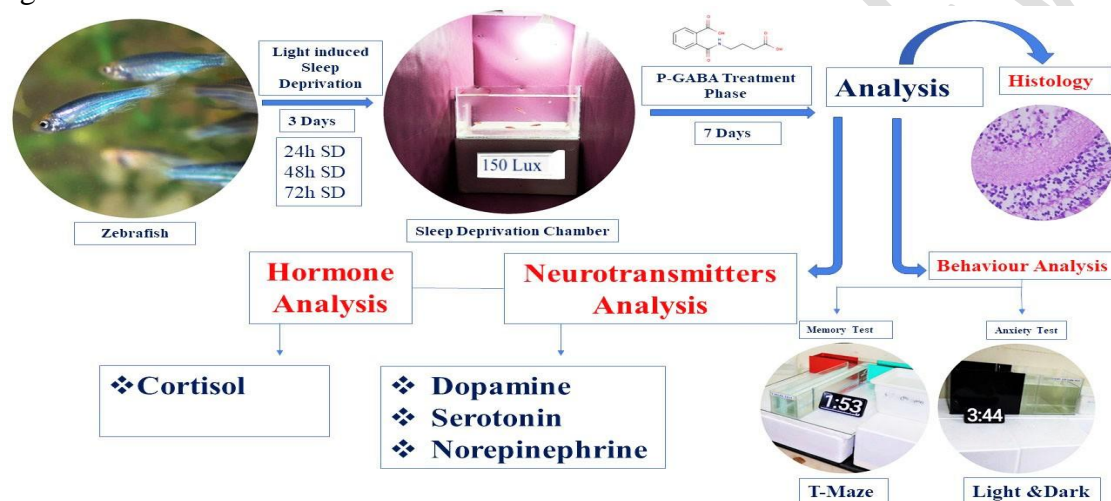 Light induced
Sleep
Deprivation
3 Days
24h SD
48h SD
72h SD
Zebrafish
150 Lux
Sleep Deprivation Chamber
P-GABA Treatment
Phase
7 Days
Analysis
Histology
Hormone
Analysis
Neurotransmitters
Analysis
Behaviour Analysis
Memory Test
Anxiety Test
❖Cortisol
❖ Dopamine
❖ Serotonin
❖ Norepinephrine
1:53
3:44
T-Maze
Light &Dark